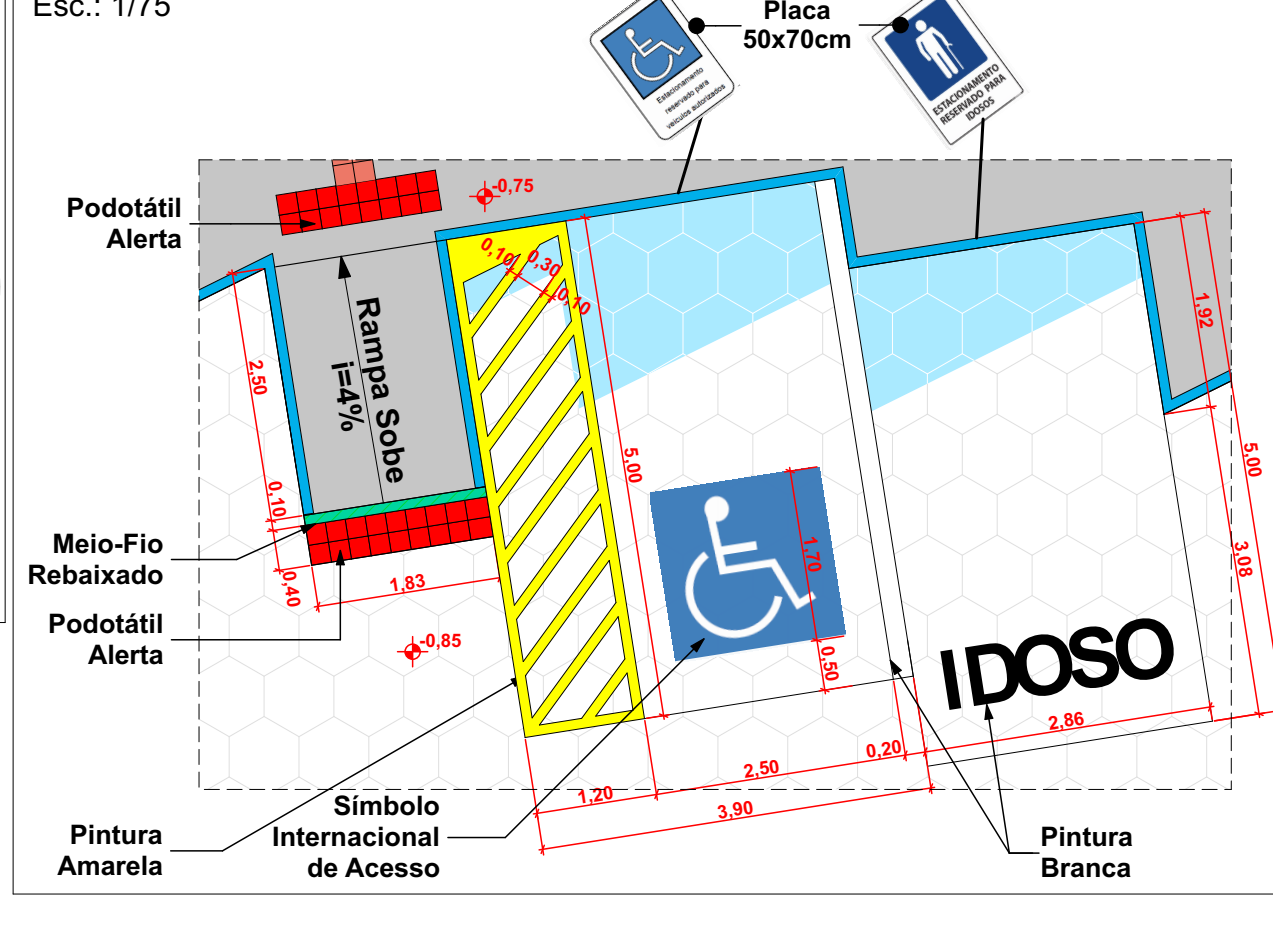 Esc.: 1/75
Placa
50x70cm
Estacionamento
reservado para
veículos autorizados
ESTACIONAMENTO
RESERVADO PARA
IDOSOS
Podotátil
Alerta
-0,75
0,10
0,30
0,10
1,92
2,50
Rampa Sobe
i=4%
5,00
5,00
0,10
Meio-Fio
Rebaixado
0,40
1,83
1,70
3,08
Podotátil
Alerta
-0,85
0,50
IDOSO
2,86
0,20
2,50
1,20
3,90
Símbolo
Internacional
de Acesso
Pintura
Amarela
Pintura
Branca